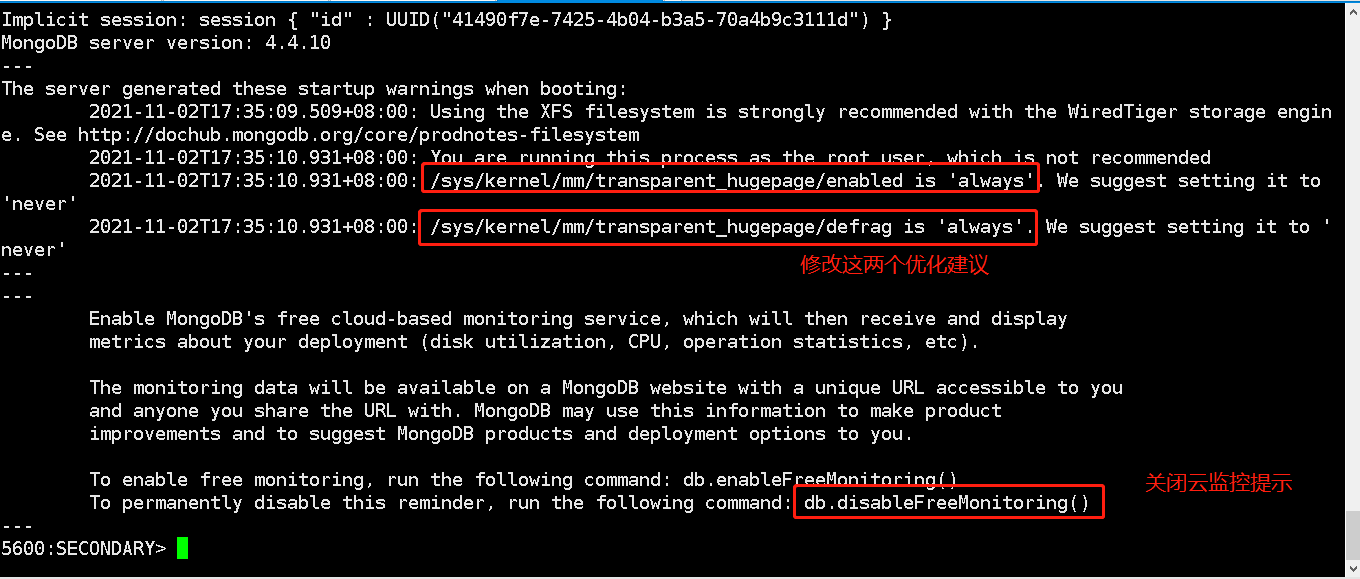 Implicit session: session { "id" : UUID("41490f7e-7425-4b04-b3a5-70a4b9c3111d") }
MongoDB server version: 4.4.10
---
The server generated these startup warnings when booting:
2021-11-02T17:35:09.509+08:00: Using the XFS filesystem is strongly recommended with the WiredTiger storage engin
e. See http://dochub.mongodb.org/core/prodnotes-filesystem
2021-11-02T17:35:10.931+08:00: You are running this process as the root user, which is not recommended
2021-11-02T17:35:10.931+08:00: /sys/kernel/mm/transparent_hugepage/enabled is 'always'. We suggest setting it to
'never'
2021-11-02T17:35:10.931+08:00: /sys/kernel/mm/transparent_hugepage/defrag is 'always'. We suggest setting it to '
never'
修改这两个优化建议
---
---
Enable MongoDB's free cloud-based monitoring service, which will then receive and display
metrics about your deployment (disk utilization, CPU, operation statistics, etc).
The monitoring data will be available on a MongoDB website with a unique URL accessible to you
and anyone you share the URL with. MongoDB may use this information to make product
improvements and to suggest MongoDB products and deployment options to you.
To enable free monitoring, run the following command: db.enableFreeMonitoring()
关闭云监控提示
To permanently disable this reminder, run the following command: db.disableFreeMonitoring()
---
5600:SECONDARY>